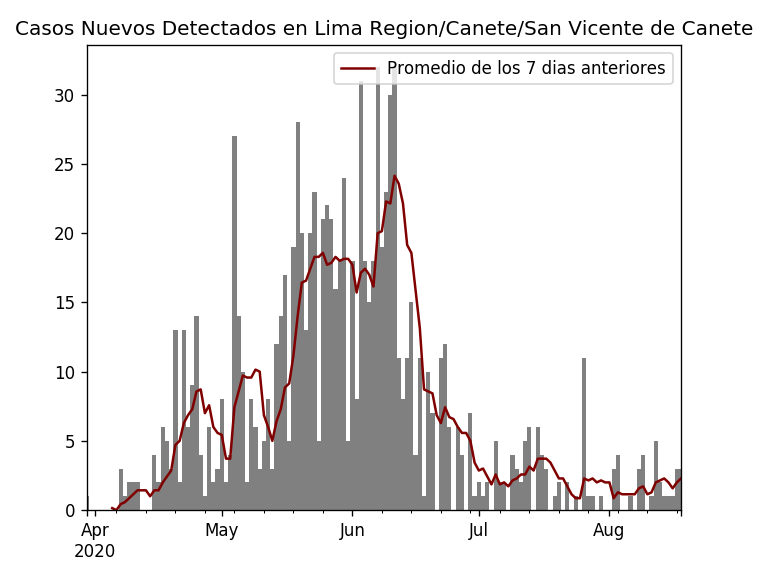 Casos Nuevos Detectados en Lima Region/Canete/San Vicente de Canete
Promedio de los 7 dias anteriores
30
25
20
15
10
5
0
Apr May Jun Jul Aug
2020